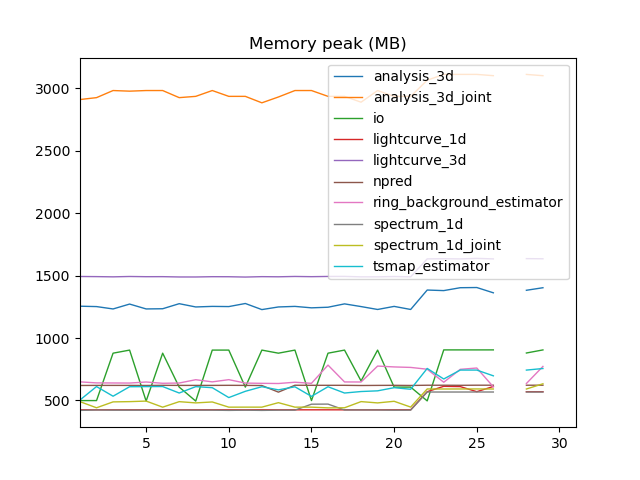 Memory peak (MB)
analysis_3d
analysis_3d_joint
io
lightcurve_1d
lightcurve_3d
npred
ring_background_estimator
spectrum_1d
spectrum_1d_joint
tsmap_estimator
3000
2500
2000
1500
1000
500
5 10 15 20 25 30